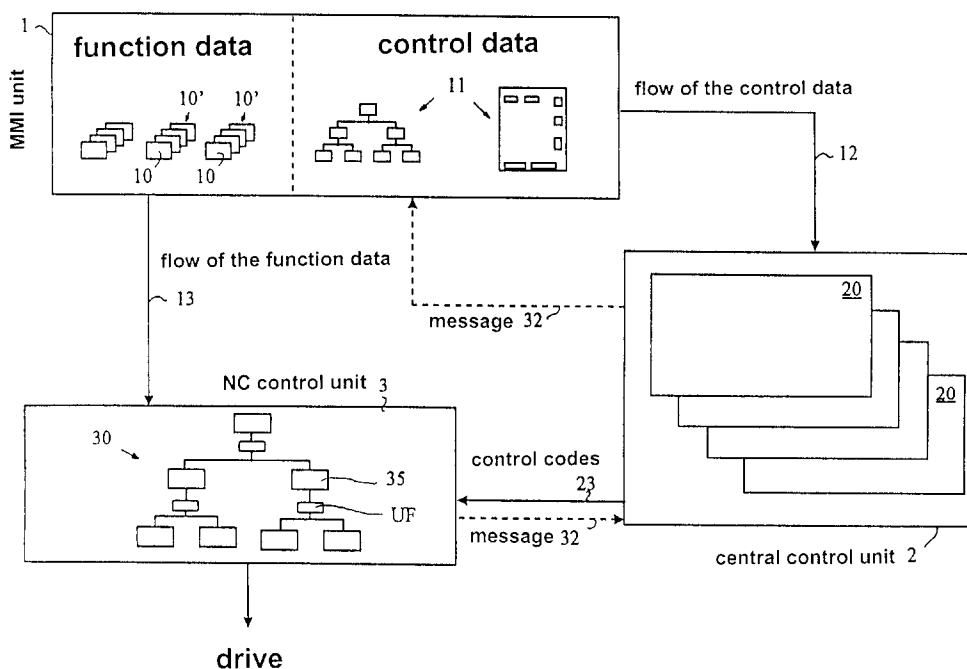 1
function data
control data
MMI unit
10'
10'
11
10
10
flow of the control data
12
flow of the function data
13
message 32
20
20
NC control unit 3
30
35
UF
control codes
23
message 32
central control unit 2
drive